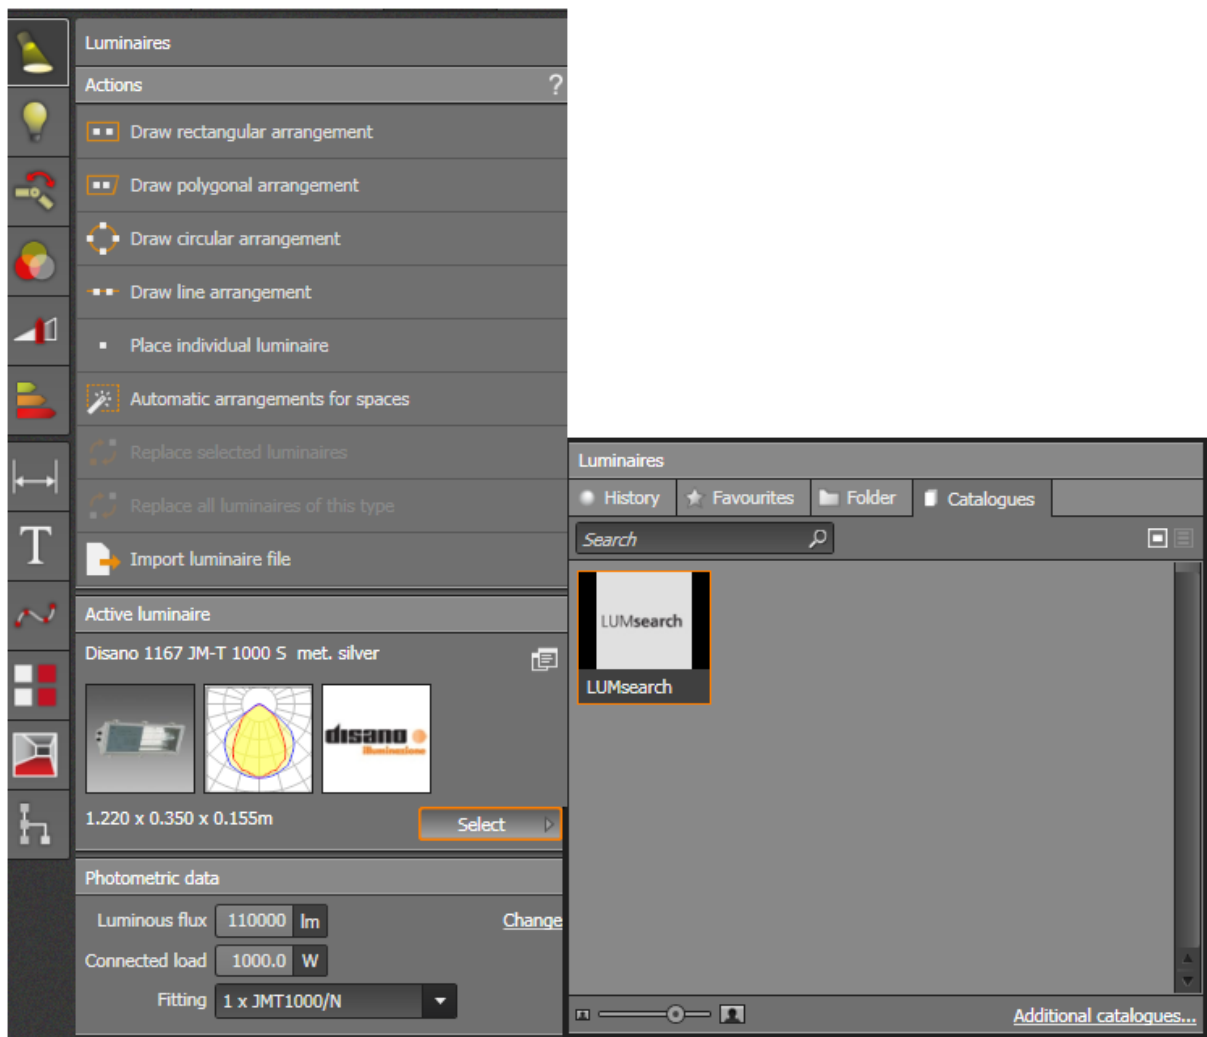 Luminaires
Actions ?
Draw rectangular arrangement
Draw polygonal arrangement
Draw circular arrangement
Draw line arrangement
Place individual luminaire
Automatic arrangements for spaces
Replace selected luminaires
Replace all luminaires of this type
Import luminaire file
Active luminaire
Disano 1167 JM-T 1000 S met. silver
disano
illuminazione
1.220 x 0.350 x 0.155m
Select
Photometric data
Luminous flux 110000 lm Change
Connected load 1000.0 W
Fitting 1 x JMT1000/N
T
Luminaires
History Favourites Folder Catalogues
Search
LUMsearch
LUMsearch
Additional catalogues...